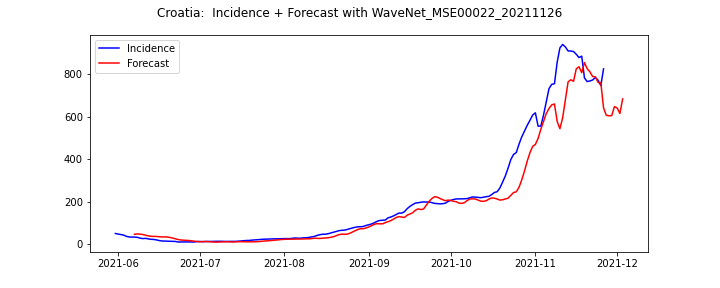 Croatia:  Incidence + Forecast with WaveNet_MSE00022_20211126
Incidence
Forecast
800
600
400
200
0
2021-06 2021-07 2021-08 2021-09 2021-10 2021-11 2021-12